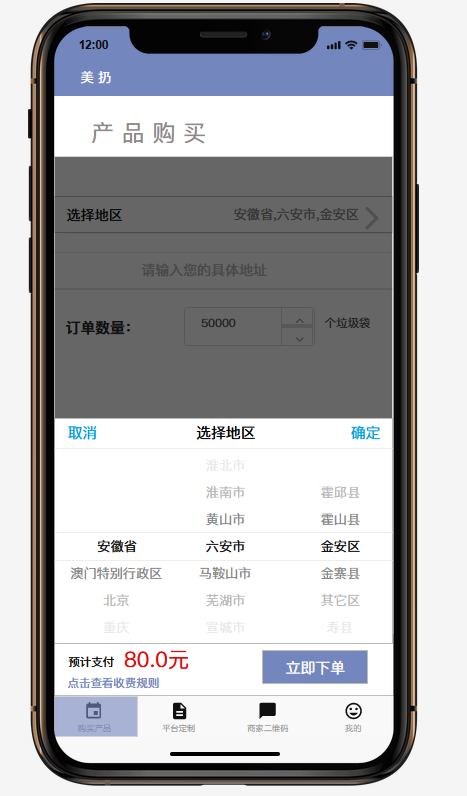 12:00
美扔
产品购买
选择地区 安徽省,六安市,金安区
请输入您的具体地址
订单数量: 50000 个垃圾袋
取消 选择地区 确定
淮北市
淮南市 霍邱县
黄山市 霍山县
安徽省 六安市 金安区
澳门特别行政区 马鞍山市 金寨县
北京 芜湖市 其它区
重庆 宣城市 寿县
预计支付 80.0元 立即下单
点击查看收费规则
购买产品 平台定制 商家二维码 我的